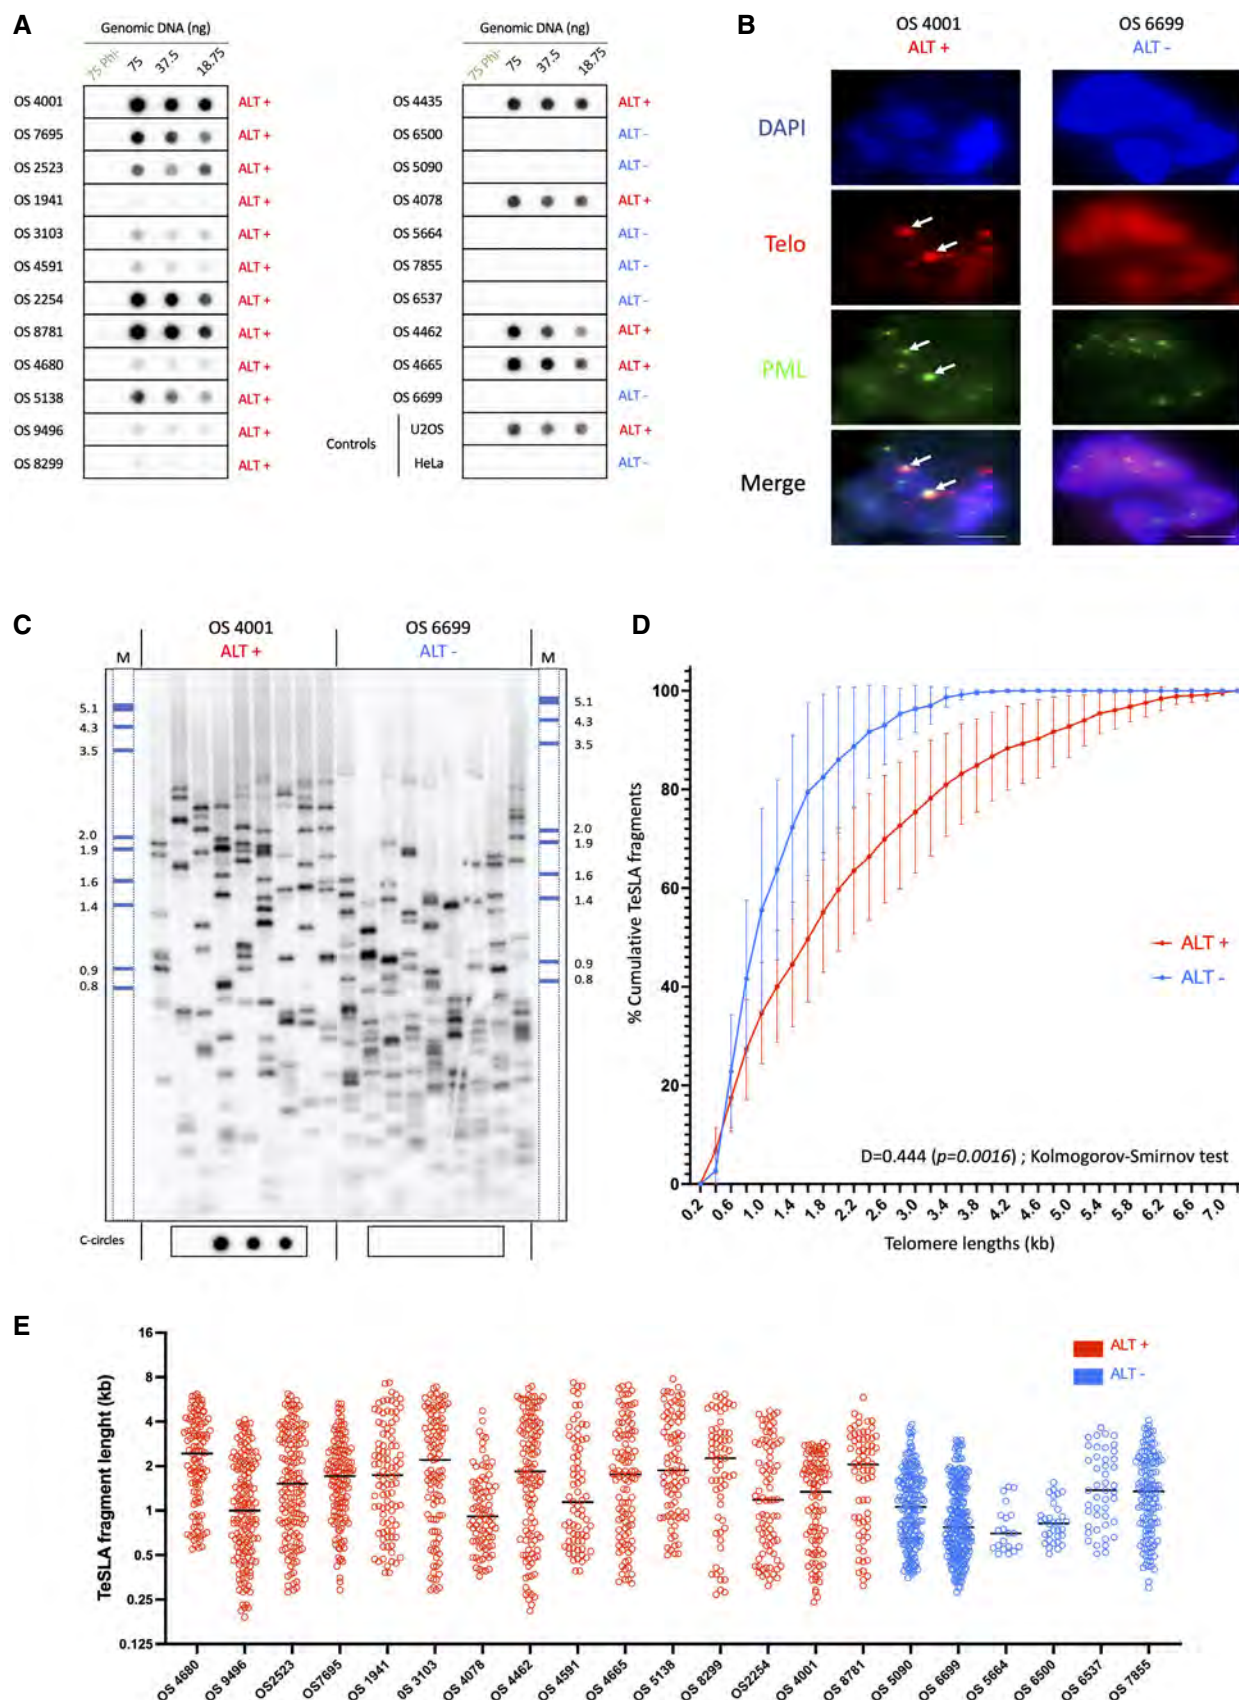 A
Genomic DNA (ng)
75 Phi-
75
37.5
18.75
OS 4001 ALT +
OS 7695 ALT +
OS 2523 ALT +
OS 1941 ALT +
OS 3103 ALT +
OS 4591 ALT +
OS 2254 ALT +
OS 8781 ALT +
OS 4680 ALT +
OS 5138 ALT +
OS 9496 ALT +
OS 8299 ALT +
Genomic DNA (ng)
75 Phi-
75
37.5
18.75
OS 4435 ALT +
OS 6500 ALT -
OS 5090 ALT -
OS 4078 ALT +
OS 5664 ALT -
OS 7855 ALT -
OS 6537 ALT -
OS 4462 ALT +
OS 4665 ALT +
OS 6699 ALT -
Controls
U2OS ALT +
HeLa ALT -
B
OS 4001 OS 6699
ALT + ALT -
DAPI
Telo
PML
Merge
C
OS 4001 OS 6699
ALT + ALT -
M M
5.1
4.3
3.5
2.0
1.9
1.6
1.4
0.9
0.8
5.1
4.3
3.5
2.0
1.9
1.6
1.4
0.9
0.8
C-circles
D
% Cumulative TeSLA fragments
100
80
60
40
20
0
ALT +
ALT -
D=0.444 (p=0.0016) ; Kolmogorov-Smirnov test
0.2 0.6 1.0 1.4 1.8 2.2 2.6 3.0 3.4 3.8 4.2 4.6 5.0 5.4 5.8 6.2 6.6 7.0
Telomere lengths (kb)
E
TeSLA fragment lenght (kb)
16
8
4
2
1
0.5
0.25
0.125
ALT +
ALT -
OS 4680 OS 9496 OS2523 OS7695 OS 1941 0S 3103 OS 4078 OS 4462 OS 4591 OS 4665 OS 5138 OS 8299 OS2254 OS 4001 OS 8781 OS 5090 OS 6699 OS 5664 OS 6500 OS 6537 OS 7855